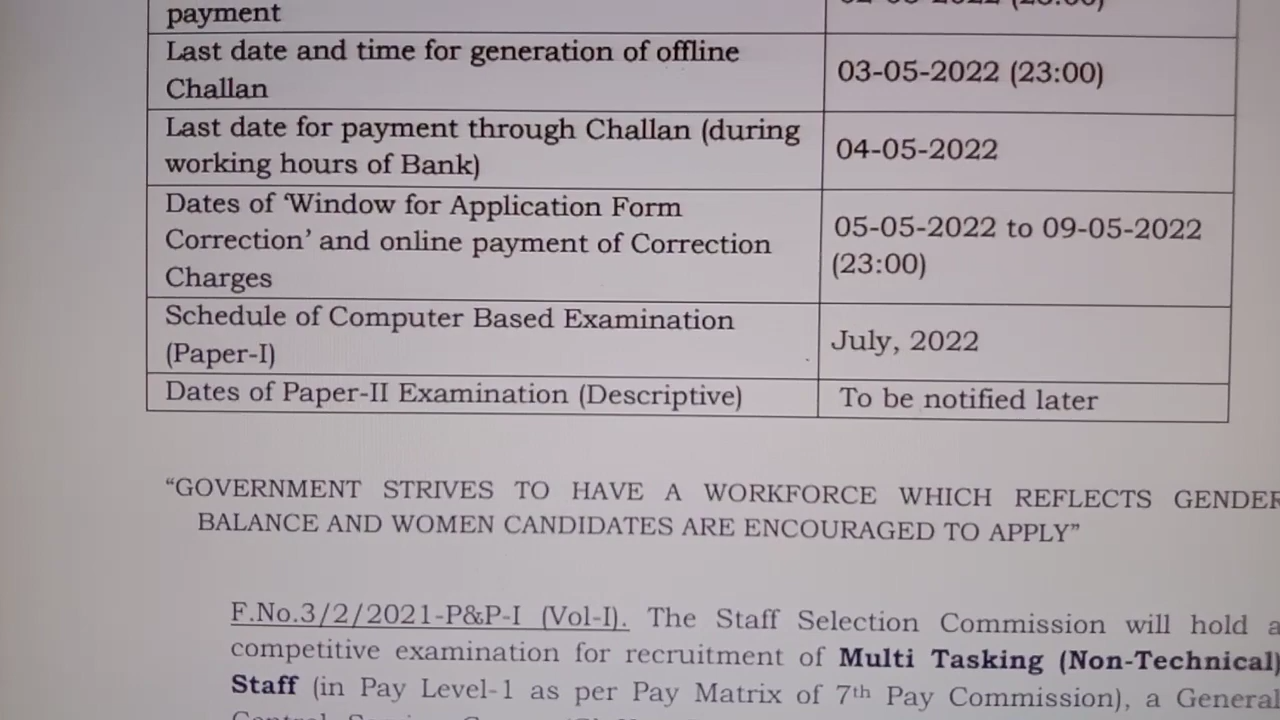 payment
Last date and time for generation of offline
Challan
03-05-2022 (23:00)
Last date for payment through Challan (during
working hours of Bank)
04-05-2022
Dates of ‘Window for Application Form
Correction’ and online payment of Correction
Charges
05-05-2022 to 09-05-2022
(23:00)
Schedule of Computer Based Examination
(Paper-I)
July, 2022
Dates of Paper-II Examination (Descriptive)
To be notified later
“GOVERNMENT STRIVES TO HAVE A WORKFORCE WHICH REFLECTS GENDER
BALANCE AND WOMEN CANDIDATES ARE ENCOURAGED TO APPLY”
F.No.3/2/2021-P&P-I (Vol-I). The Staff Selection Commission will hold a
competitive examination for recruitment of Multi Tasking (Non-Technical)
Staff (in Pay Level-1 as per Pay Matrix of 7th Pay Commission), a General